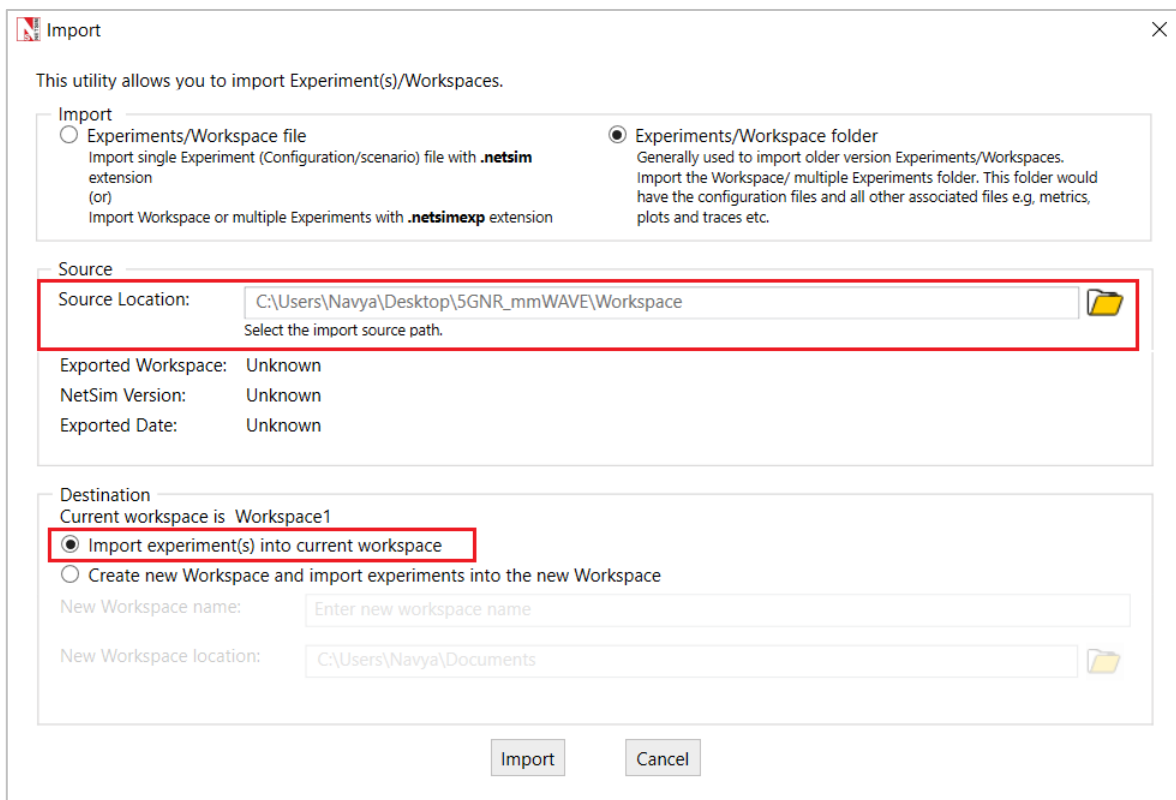 Import
This utility allows you to import Experiment(s)/Workspaces.
Import
Experiments/Workspace file
Import single Experiment (Configuration/scenario) file with .netsim
extension
(or)
Import Workspace or multiple Experiments with .netsimexp extension
Experiments/Workspace folder
Generally used to import older version Experiments/Workspaces.
Import the Workspace/ multiple Experiments folder. This folder would
have the configuration files and all other associated files e.g, metrics,
plots and traces etc.
Source
Source Location: C:\Users\Navya\Desktop\5GNR_mmWAVE\Workspace
Select the import source path.
Exported Workspace: Unknown
NetSim Version: Unknown
Exported Date: Unknown
Destination
Current workspace is Workspace1
Import experiment(s) into current workspace
Create new Workspace and import experiments into the new Workspace
New Workspace name: Enter new workspace name
New Workspace location: C:\Users\Navya\Documents
Import Cancel